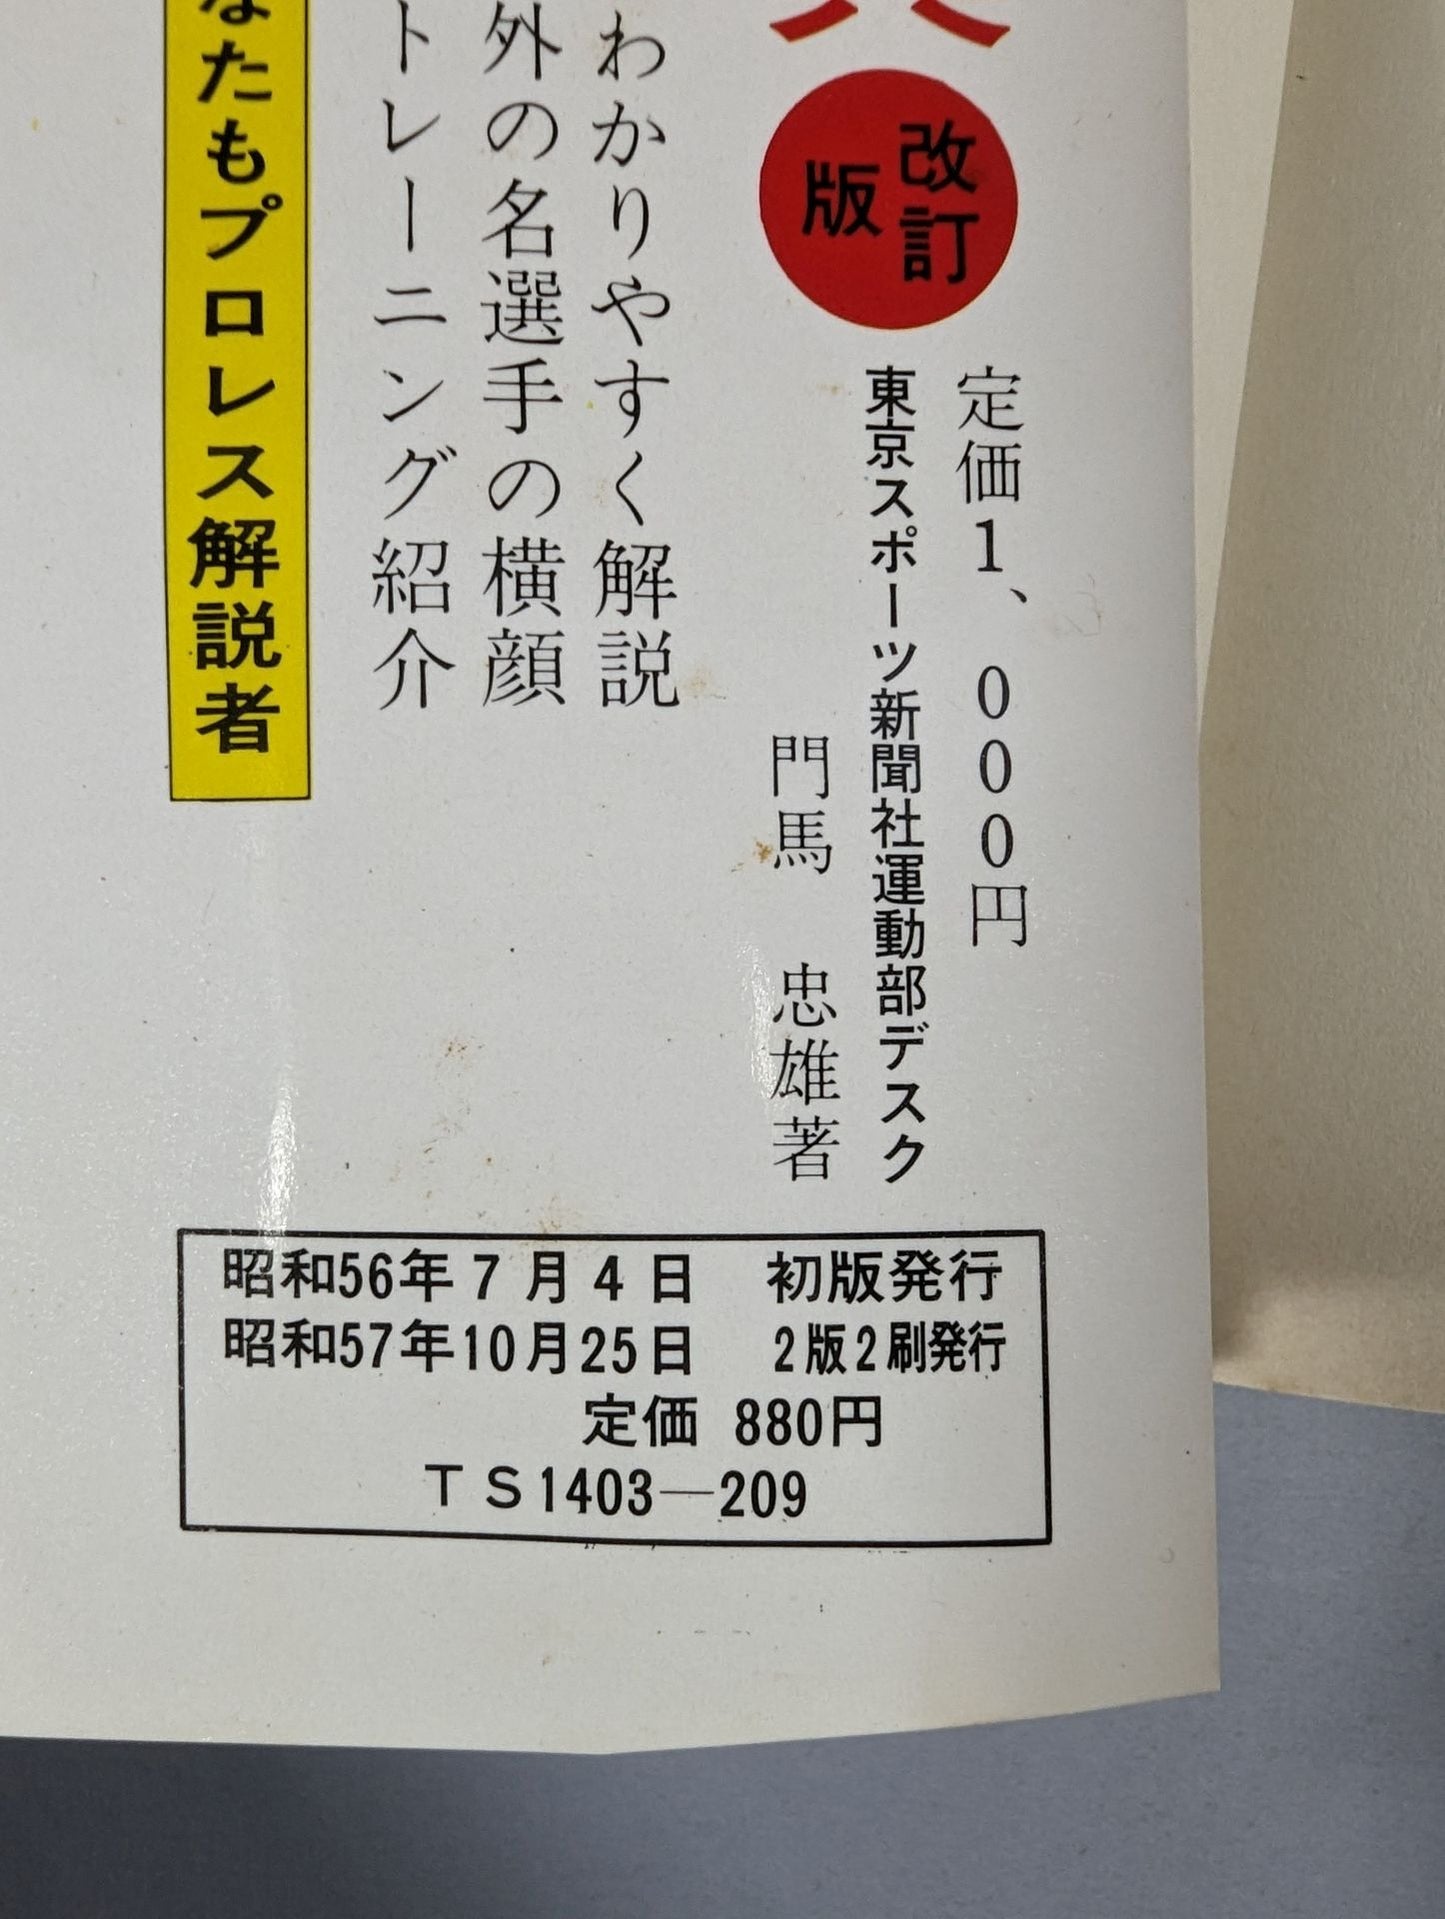 改訂
版
定価1、000円
東京スポーツ新聞社運動部デスク
門馬 忠雄著
わかりやすく解説
外の名選手の横顔
トレーニング紹介
なたもプロレス解説者
昭和56年7月4日 初版発行
昭和57年10月25日 2版2刷発行
定価 880円
TS1403—209